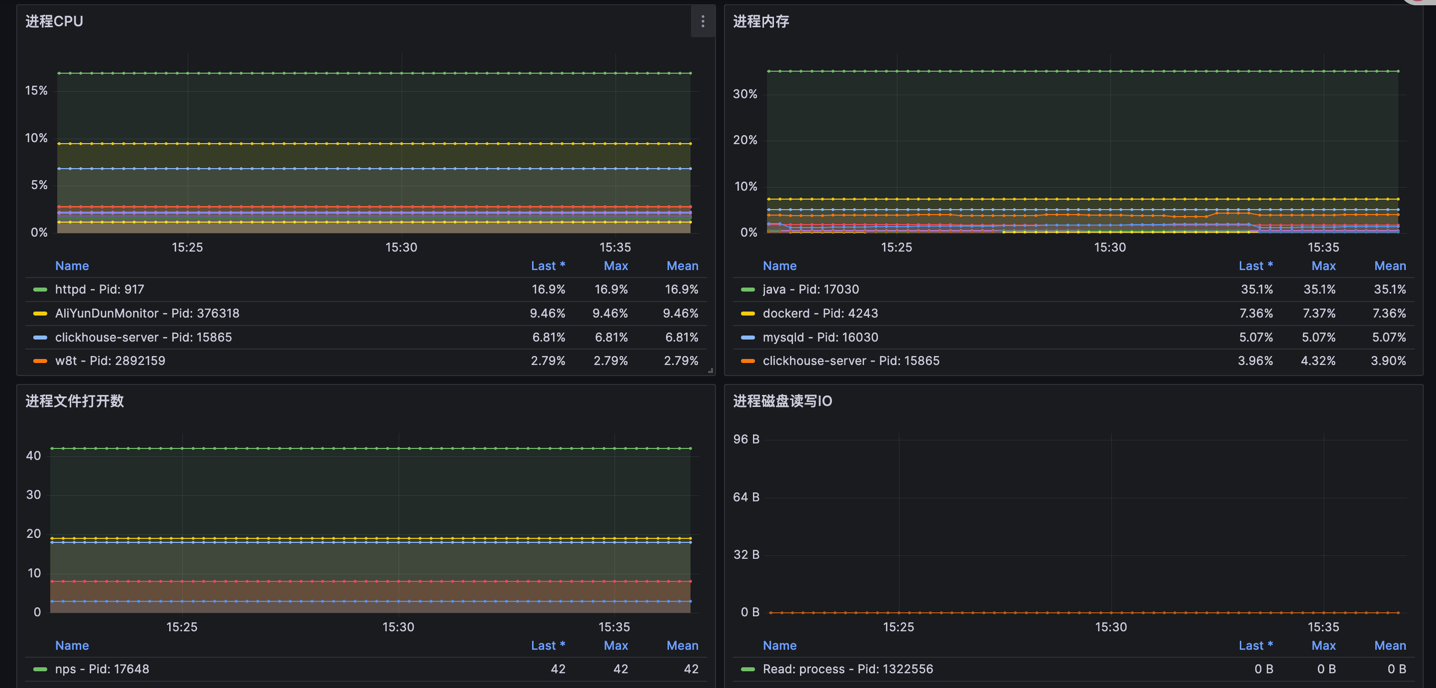 进程CPU
15%
10%
5%
0%
15:25 15:30 15:35
Name Last * Max Mean
httpd - Pid: 917 16.9% 16.9% 16.9%
AliYunDunMonitor - Pid: 376318 9.46% 9.46% 9.46%
clickhouse-server - Pid: 15865 6.81% 6.81% 6.81%
w8t - Pid: 2892159 2.79% 2.79% 2.79%
进程内存
30%
20%
10%
0%
15:25 15:30 15:35
Name Last * Max Mean
java - Pid: 17030 35.1% 35.1% 35.1%
dockerd - Pid: 4243 7.36% 7.37% 7.36%
mysqld - Pid: 16030 5.07% 5.07% 5.07%
clickhouse-server - Pid: 15865 3.96% 4.32% 3.90%
进程文件打开数
40
30
20
10
0
15:25 15:30 15:35
Name Last * Max Mean
nps - Pid: 17648 42 42 42
进程磁盘读写IO
96 B
64 B
32 B
0 B
15:25 15:30 15:35
Name Last * Max Mean
Read: process - Pid: 1322556 0 B 0 B 0 B